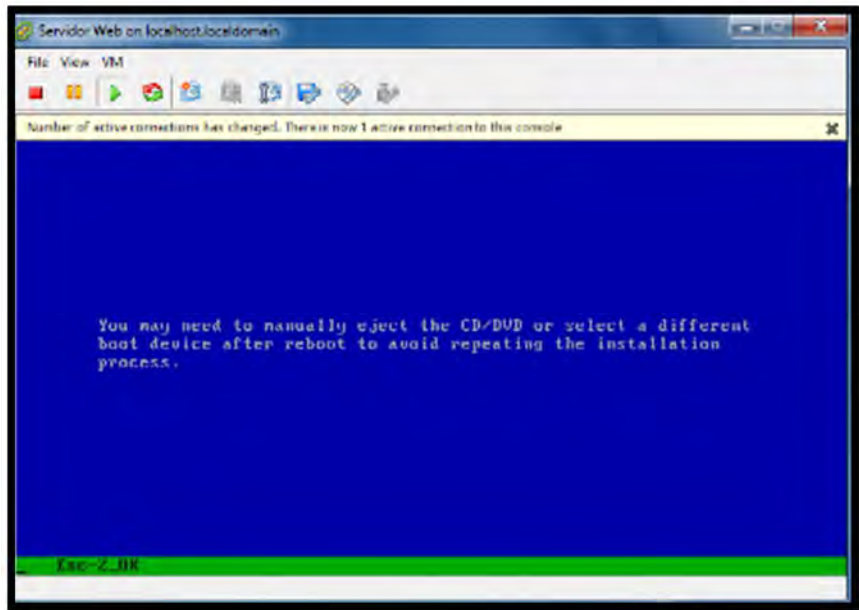 Servidor Web on localhost.localdomain
File View VM
Number of active connections has changed. There is now 1 active connection to this console
You may need to manually eject the CD/DVD or select a different
boot device after reboot to avoid repeating the installation
process.
Esc-2_OK